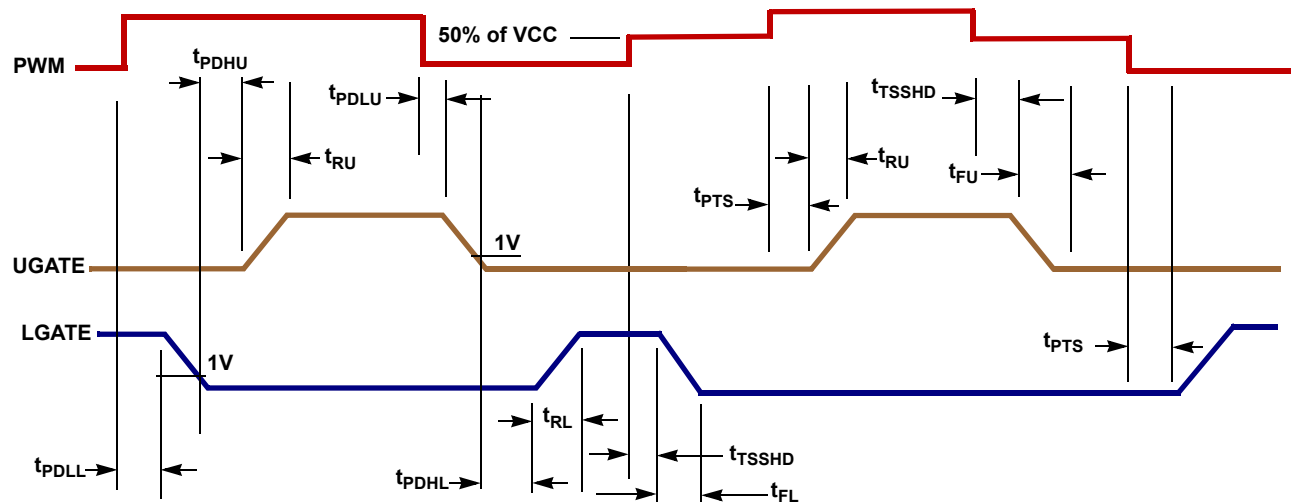 50% of VCC
PWM
tPDHU
tPDLU
tTSSHD
tRU
tRU
tFU
tPTS
1V
UGATE
LGATE
1V
tPTS
tRL
tPDLL
tPDHL
tTSSHD
tFL